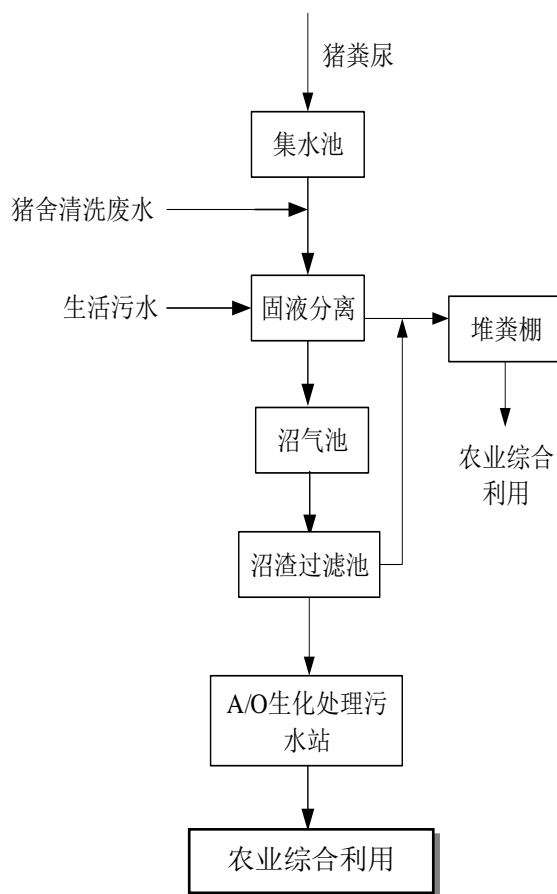 猪粪尿
集水池
猪舍清洗废水
生活污水
固液分离
堆粪棚
沼气池
农业综合
利用
沼渣过滤池
A/O生化处理污
水站
农业综合利用